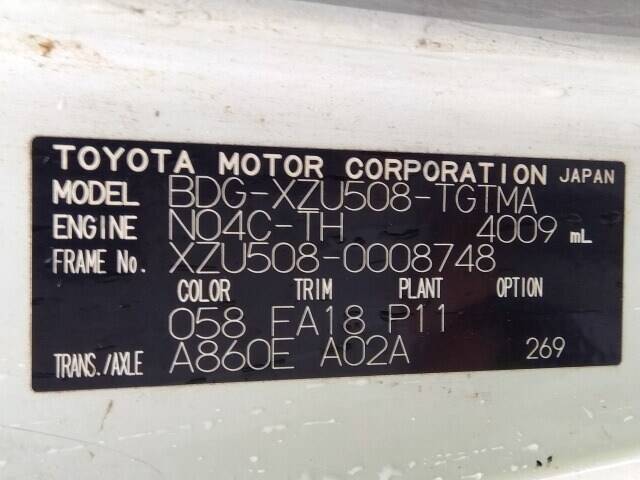 TOYOTA MOTOR CORPORATION JAPAN
MODEL BDG-XZU508-TGTMA
ENGINE N04C-TH 4009 mL
FRAME No. XZU508-0008748
COLOR TRIM PLANT OPTION
058 FA18 P11
TRANS./AXLE A860E A02A 269